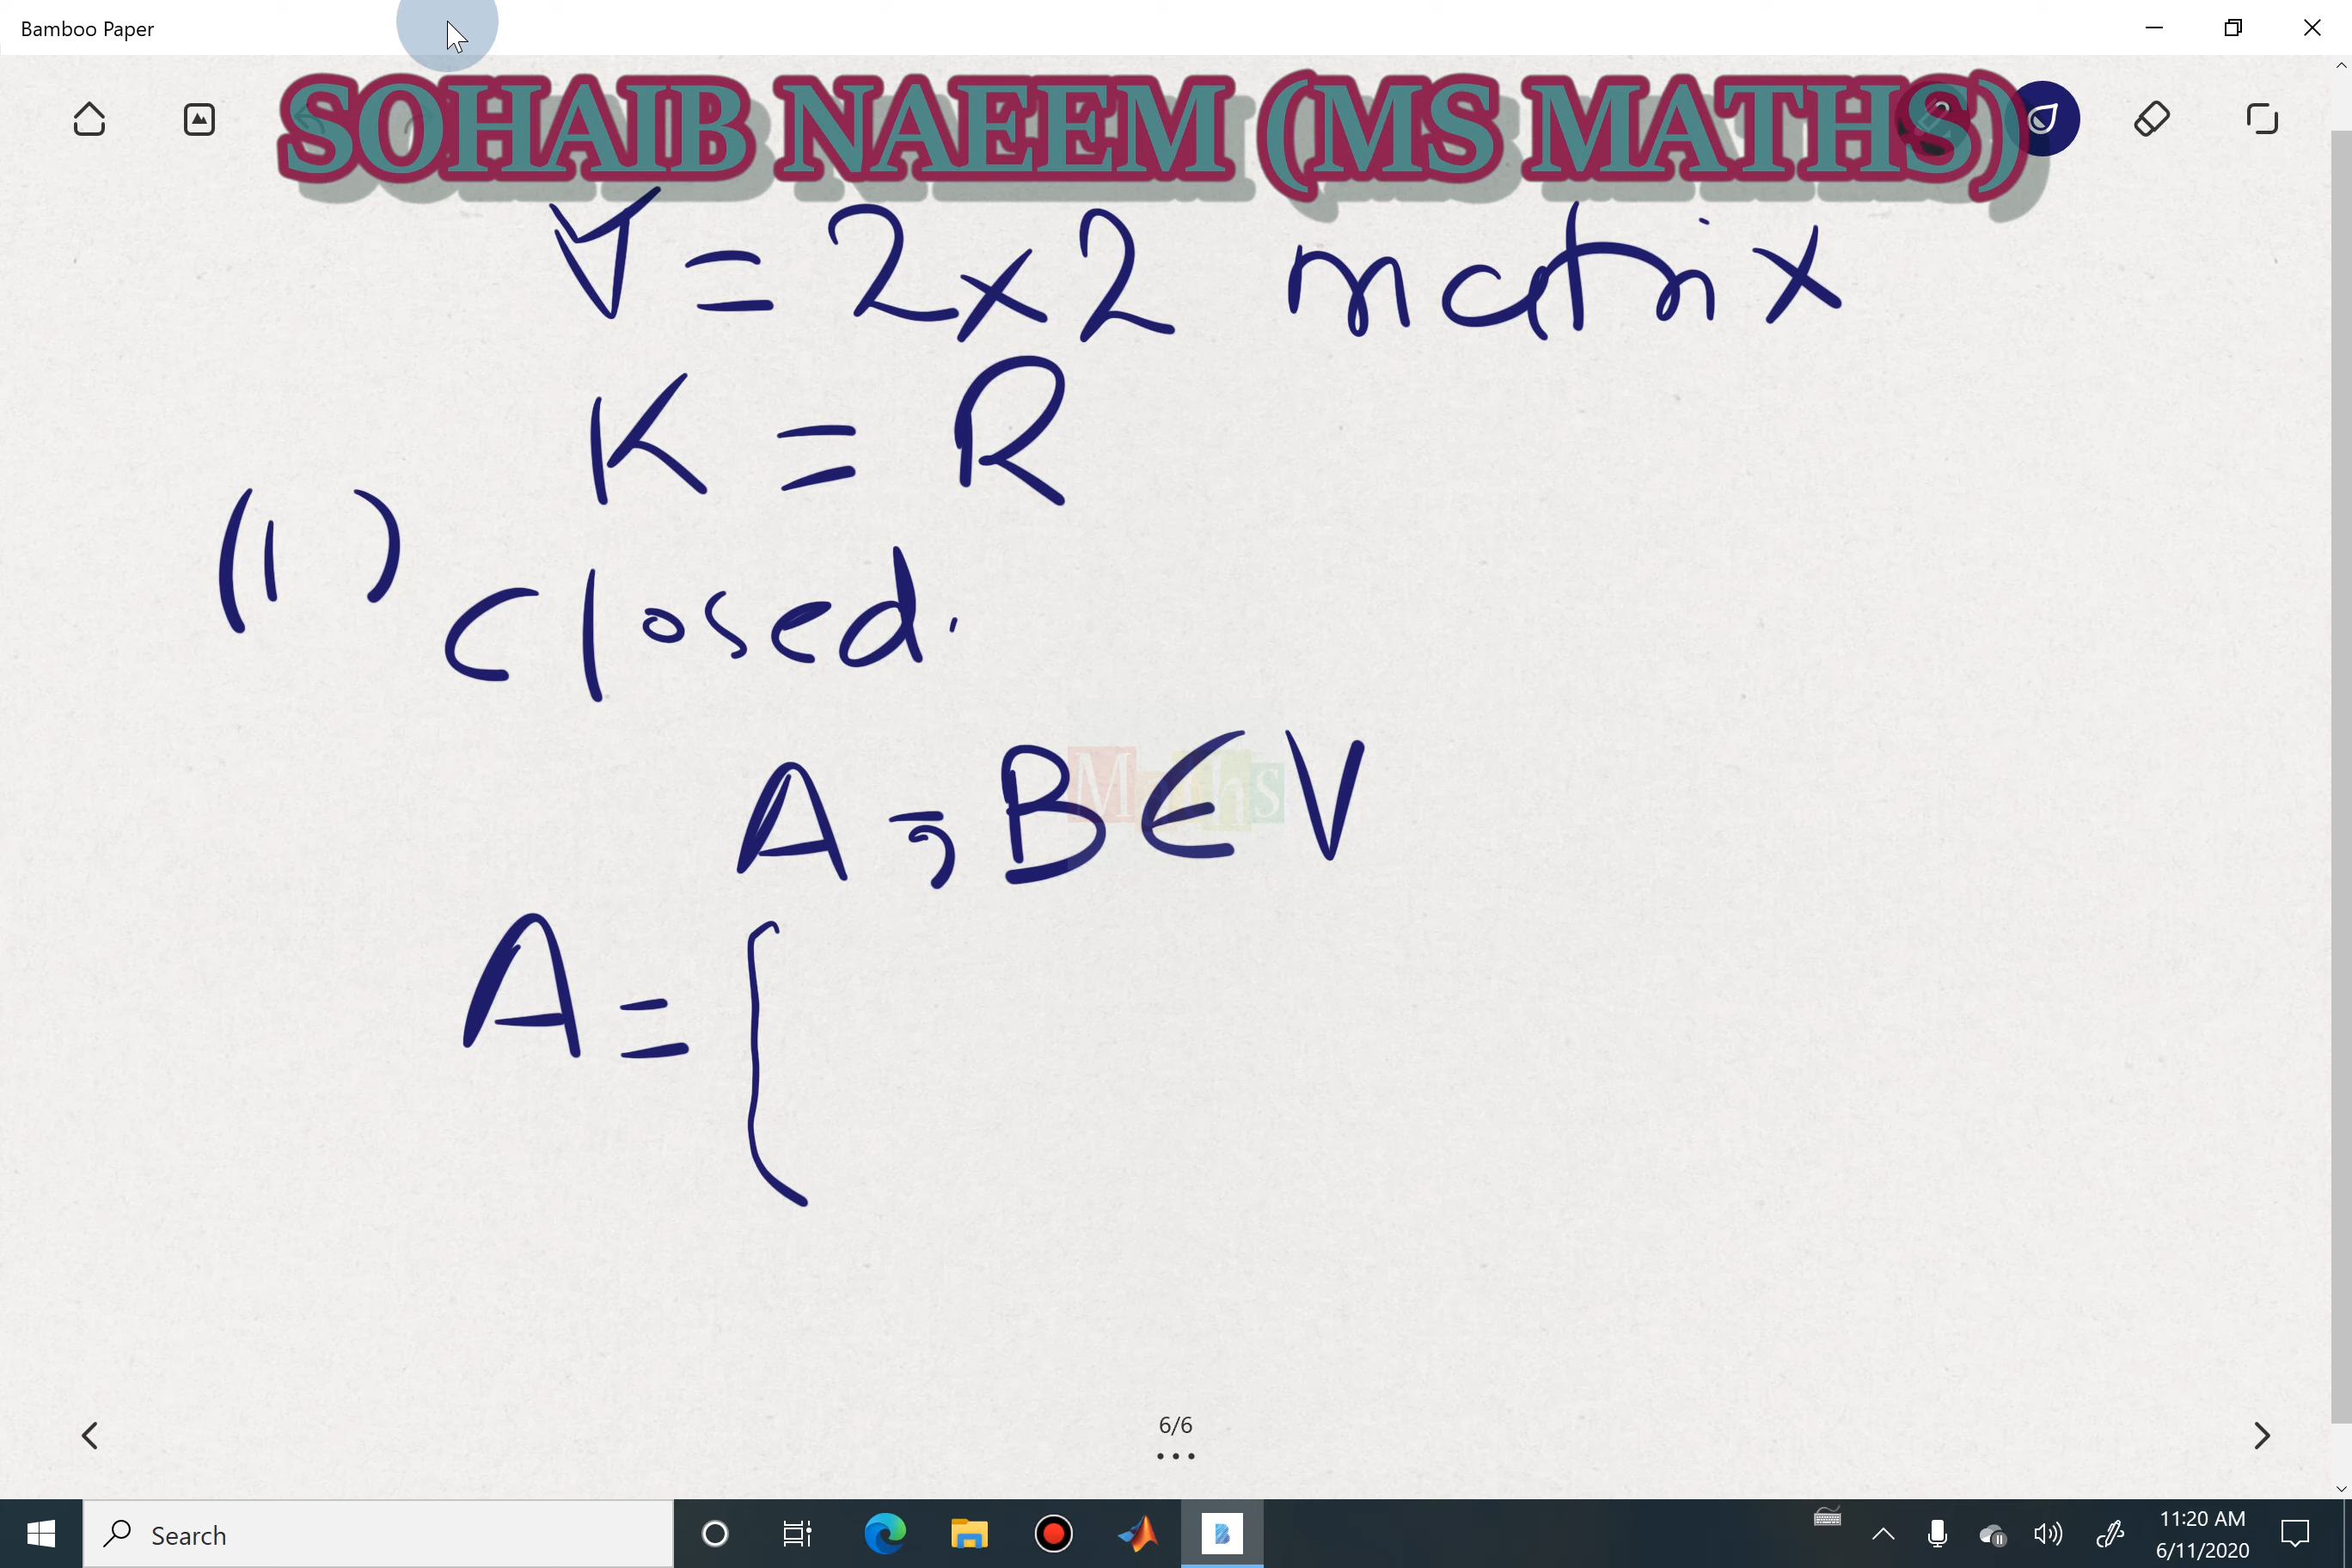 Bamboo Paper
SOHAIB NAEEM (MS MATHS)
V = 2x2 matrix
K = R
(1)
closed.
A, B ∈ V
Maths
A = [
6/6
Search
11:20 AM
6/11/2020